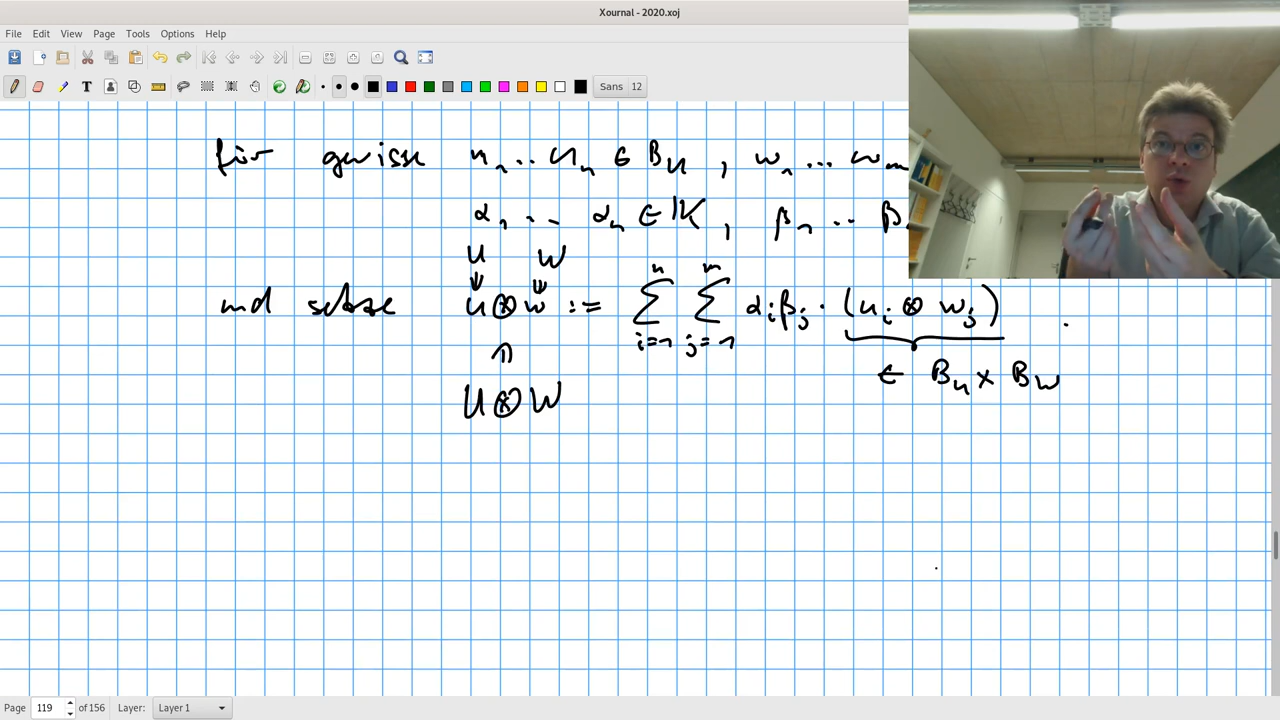 Xournal - 2020.xoj
File Edit View Page Tools Options Help
Sans 12
für gewisse u₁ .. uₙ ∈ B_U , w₁ ... wₘ
α₁ .. αₙ ∈ K , β₁ .. β
U W
und setze u ⊗ w := ∑_{i=1}^{n} ∑_{j=1}^{m} αᵢβⱼ · (uᵢ ⊗ wⱼ) .
∈ B_U × B_W
U ⊗ W
Page 119 of 156 Layer: Layer 1